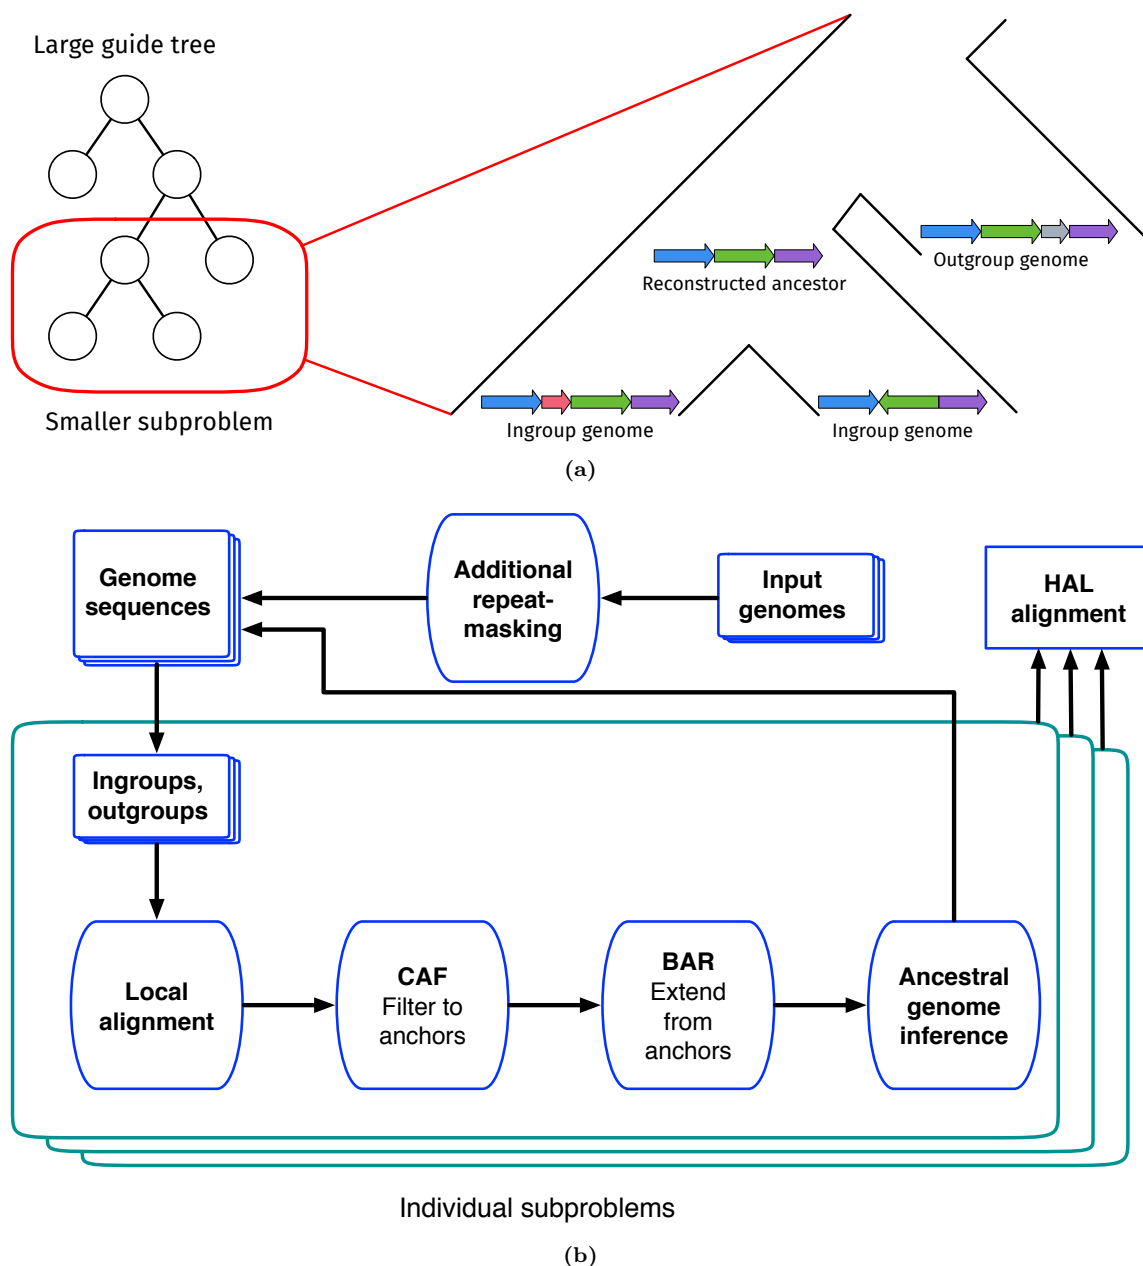 Large guide tree
Smaller subproblem
Reconstructed ancestor
Outgroup genome
Ingroup genome
Ingroup genome
(a)
Genome
sequences
Additional
repeat-
masking
Input
genomes
HAL
alignment
Ingroups,
outgroups
Local
alignment
CAF
Filter to
anchors
BAR
Extend
from
anchors
Ancestral
genome
inference
Individual subproblems
(b)